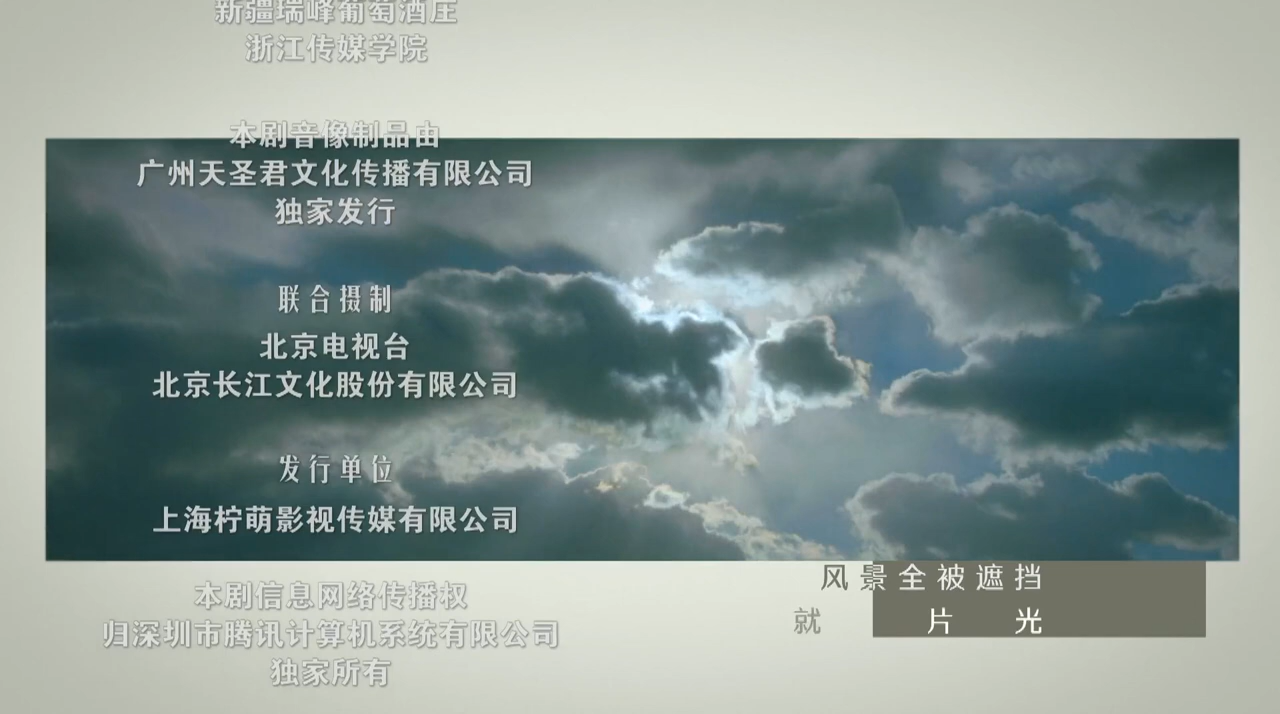 新疆瑞峰葡萄酒庄
浙江传媒学院
本剧音像制品由
广州天圣君文化传播有限公司
独家发行
联合摄制
北京电视台
北京长江文化股份有限公司
发行单位
上海柠萌影视传媒有限公司
本剧信息网络传播权
归深圳市腾讯计算机系统有限公司
独家所有
风景全被遮挡
就 片 光